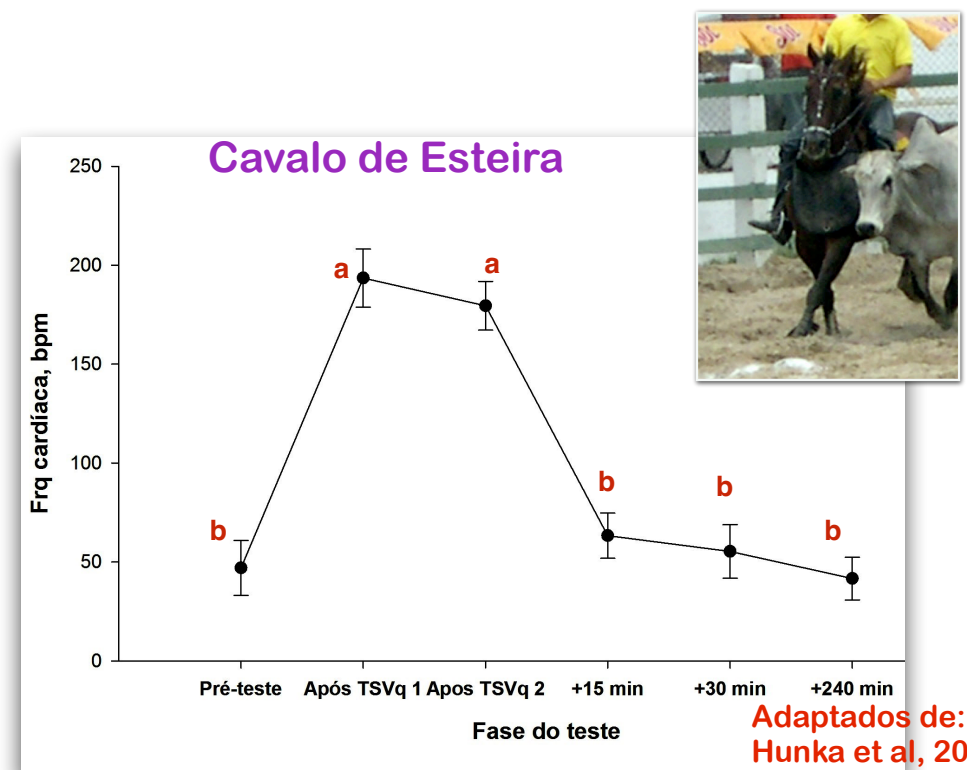 Cavalo de Esteira
250
200
150
100
50
0
Frq cardíaca, bpm
a
a
b
b
b
b
Pré-teste Após TSVq 1 Apos TSVq 2 +15 min +30 min +240 min
Fase do teste
Adaptados de:
Hunka et al, 20